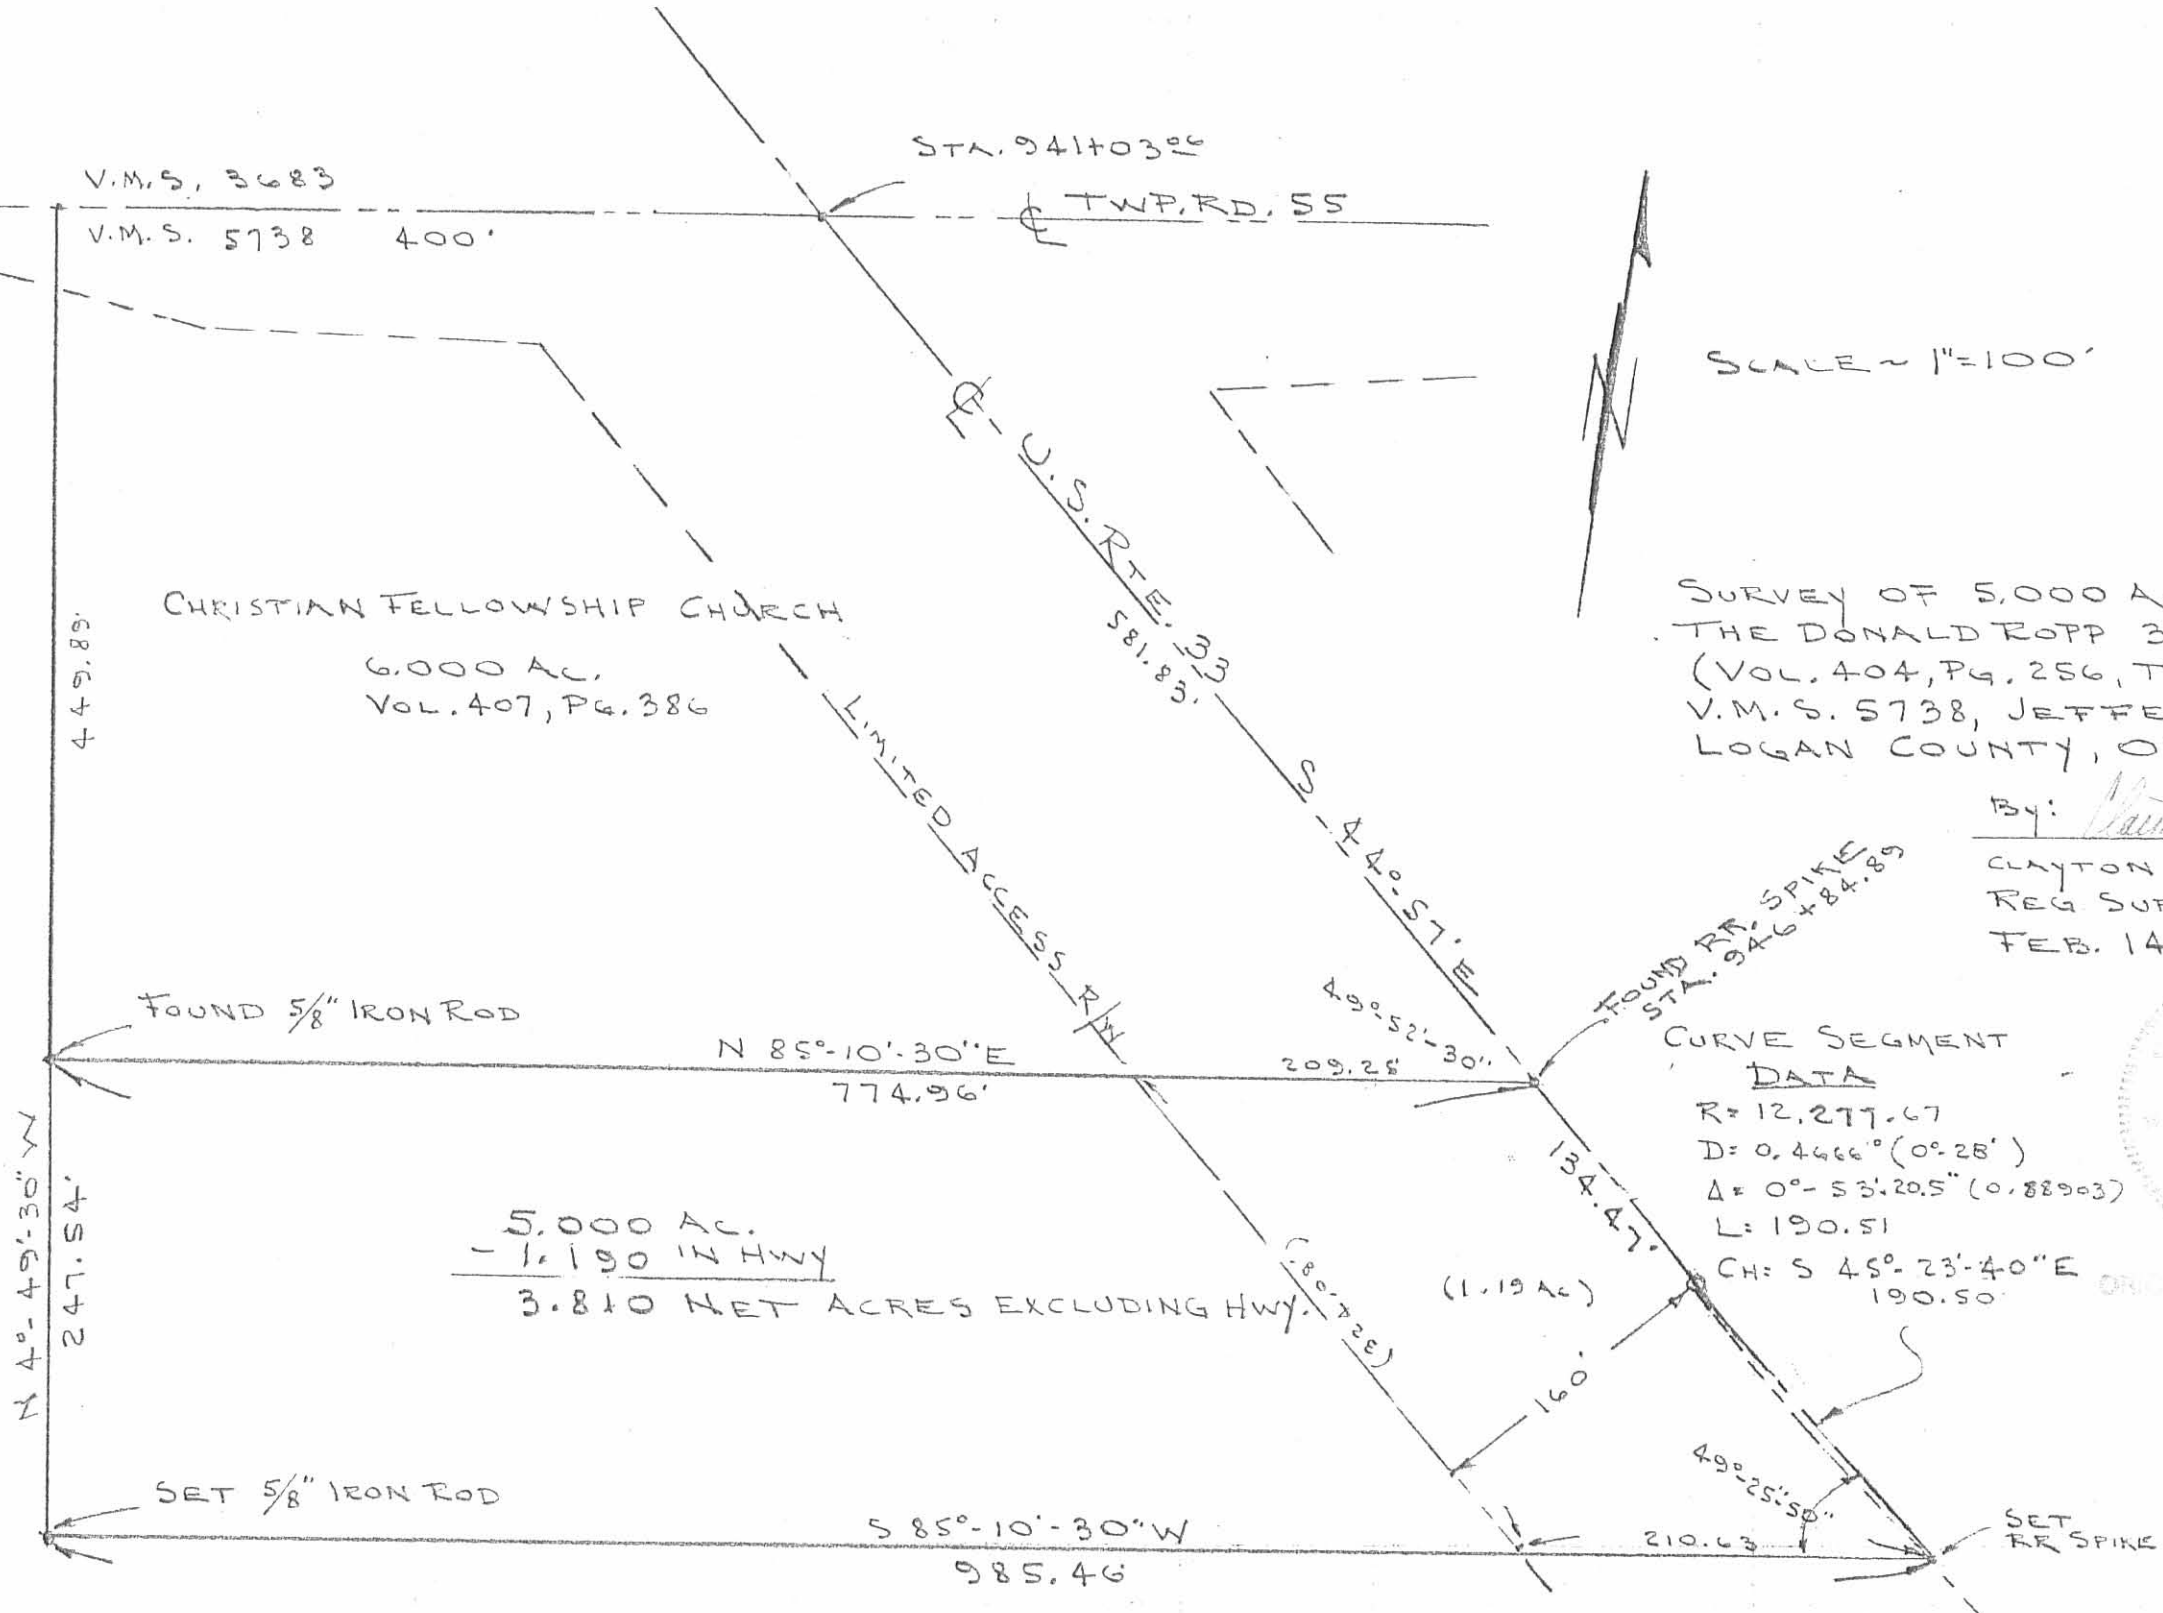 STA. 941+03.06
V.M.S. 3683
℄ TWP. RD. 55
V.M.S. 5738 400'
N
SCALE ~ 1"=100'
℄ U.S. RTE. 33
581.83'
S 44°-57' E
449.89'
CHRISTIAN FELLOWSHIP CHURCH
6.000 AC.
VOL. 407, PG. 386
LIMITED ACCESS R/W
SURVEY OF 5.000 A
THE DONALD ROPP 3
(VOL. 404, PG. 256, T
V.M.S. 5738, JEFFE
LOGAN COUNTY, O
BY:
CLAYTON
REG SUR
FEB. 14
FOUND RR. SPIKE
STA. 946+84.89
FOUND 5/8" IRON ROD
N 85°-10'-30" E
774.96'
49°-52'-30"
209.25'
CURVE SEGMENT
DATA
R= 12,277.67
D= 0.4666° (0°-28')
Δ= 0°-53'-20.5" (0.88903)
L= 190.51
CH= S 45°-23'-40" E
190.50
134.47'
N 4°-49'-30" W
247.54'
5.000 AC.
- 1.190 IN HWY
3.810 NET ACRES EXCLUDING HWY.
(1.19 AC)
160'
SET 5/8" IRON ROD
S 85°-10'-30" W
985.46
49°-25'-50"
210.63
SET
RR SPIKE